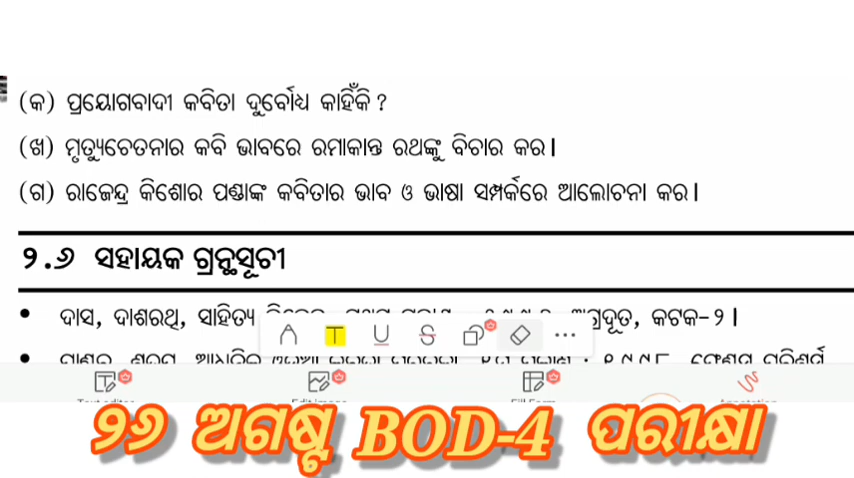 (କ) ପ୍ରୟୋଗବାଦୀ କବିତା ଦୁର୍ବୋଧ୍ୟ କାହିଁକି ?
(ଖ) ମୃତ୍ୟୁଚେତନାର କବି ଭାବରେ ରମାକାନ୍ତ ରଥଙ୍କୁ ବିଚାର କର।
(ଗ) ରାଜେନ୍ଦ୍ର କିଶୋର ପଣ୍ଡାଙ୍କ କବିତାର ଭାବ ଓ ଭାଷା ସମ୍ପର୍କରେ ଆଲୋଚନା କର।
୨.୬ ସହାୟକ ଗ୍ରନ୍ଥସୂଚୀ
• ଦାସ, ଦାଶରଥି, ସାହିତ୍ୟ ଅଗ୍ରଦୂତ, କଟକ-୨।
୨୬ ଅଗଷ୍ଟ BOD-4 ପରୀକ୍ଷା